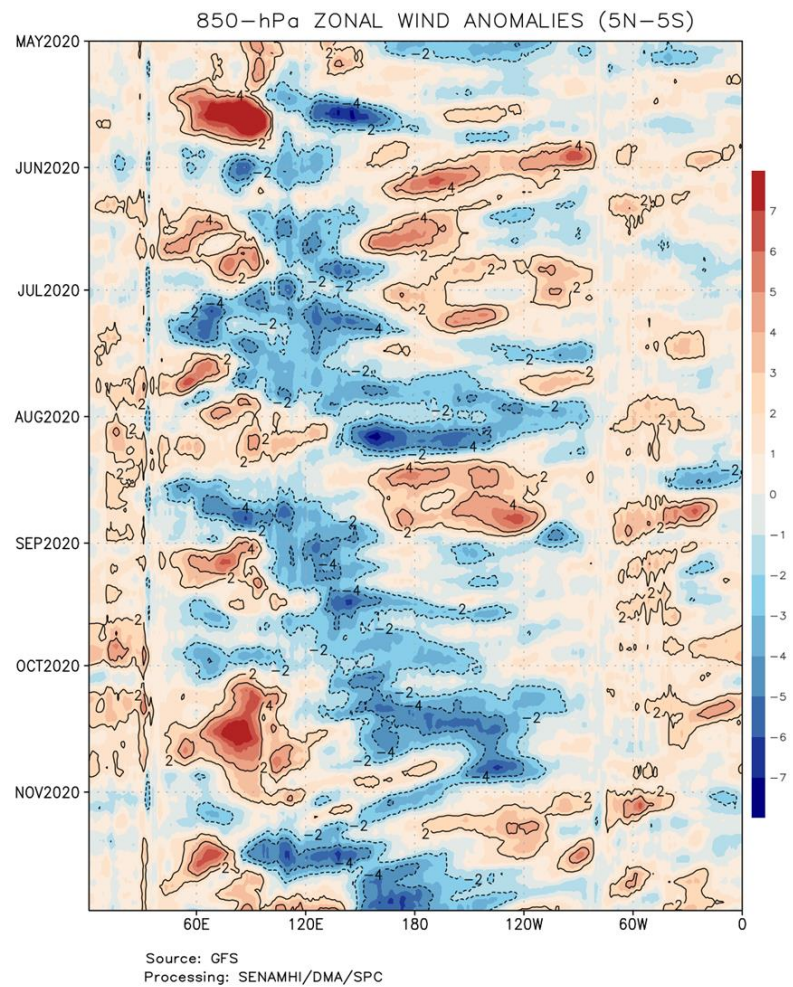 850-hPa ZONAL WIND ANOMALIES (5N-5S)
MAY2020
JUN2020
JUL2020
AUG2020
SEP2020
OCT2020
NOV2020
60E 120E 180 120W 60W 0
7
6
5
4
3
2
1
0
-1
-2
-3
-4
-5
-6
-7
Source: GFS
Processing: SENAMHI/DMA/SPC